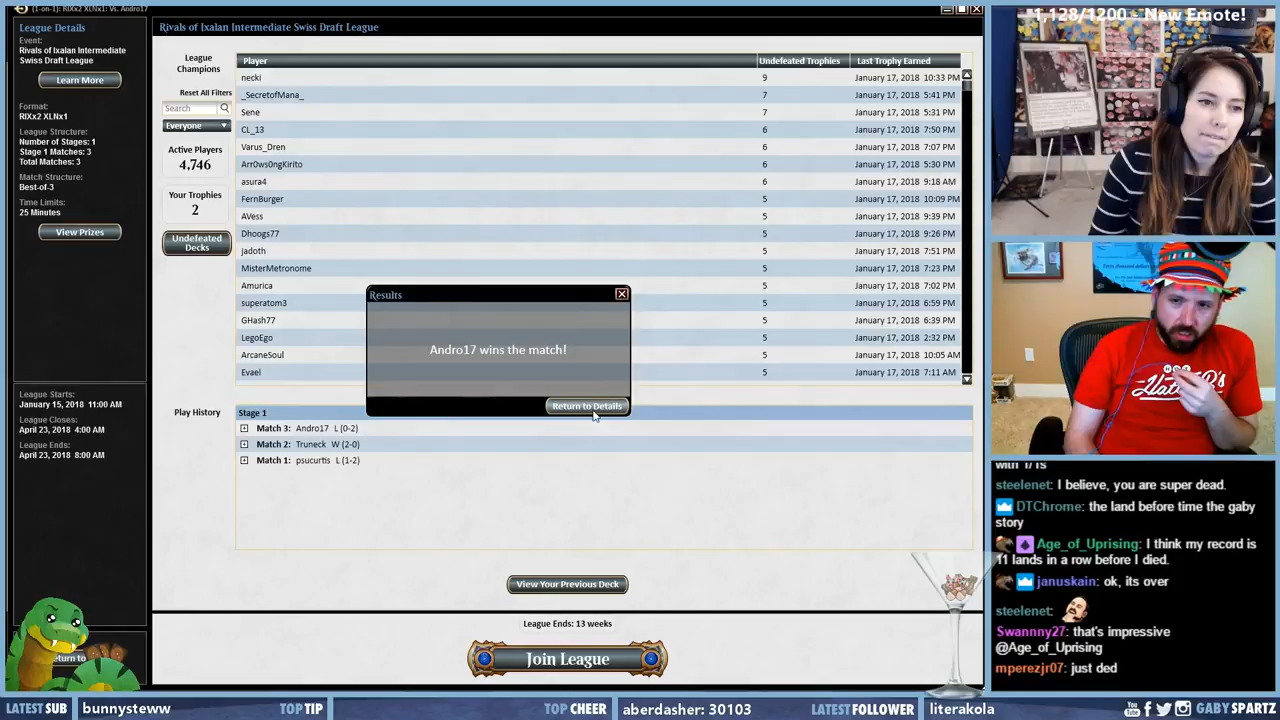 (1-on-1): RIXx2 XLNx1: Vs. Andro17
League Details
Event:
Rivals of Ixalan Intermediate
Swiss Draft League
Learn More
Format:
RIXx2 XLNx1
League Structure:
Number of Stages: 1
Stage 1 Matches: 3
Total Matches: 3
Match Structure:
Best-of-3
Time Limits:
25 Minutes
View Prizes
League Starts:
January 15, 2018 11:00 AM
League Closes:
April 23, 2018 4:00 AM
League Ends:
April 23, 2018 8:00 AM
Rivals of Ixalan Intermediate Swiss Draft League
League
Champions
Reset All Filters
Search
Everyone
Active Players
4,746
Your Trophies
2
Undefeated
Decks
Player Undefeated Trophies Last Trophy Earned
necki 9 January 17, 2018 10:33 PM
_SecretofMana_ 7 January 17, 2018 5:41 PM
Sene 7 January 17, 2018 5:31 PM
CL_13 6 January 17, 2018 7:50 PM
Varus_Dren 6 January 17, 2018 7:07 PM
Arr0ws0ngKirito 6 January 17, 2018 5:30 PM
asura4 6 January 17, 2018 9:18 AM
FernBurger 5 January 17, 2018 10:09 PM
AVess 5 January 17, 2018 9:39 PM
Dhoogs77 5 January 17, 2018 9:26 PM
jadoth 5 January 17, 2018 7:51 PM
MisterMetronome 5 January 17, 2018 7:23 PM
Amurica 5 January 17, 2018 7:02 PM
superatom3 5 January 17, 2018 6:59 PM
GHash77 5 January 17, 2018 6:39 PM
LegoEgo 5 January 17, 2018 2:32 PM
ArcaneSoul 5 January 17, 2018 10:05 AM
Evael 5 January 17, 2018 7:11 AM
Results
Andro17 wins the match!
Return to Details
Play History
Stage 1
Match 3: Andro17 L (0-2)
Match 2: Truneck W (2-0)
Match 1: psucurtis L (1-2)
View Your Previous Deck
League Ends: 13 weeks
Join League
1,128/1200 - New Emote!
with 1/1s
steelenet: I believe, you are super dead.
DTChrome: the land before time the gaby
story
Age_of_Uprising: I think my record is
11 lands in a row before I died.
januskain: ok, its over
steelenet:
Swannny27: that's impressive
@Age_of_Uprising
mperezjr07: just ded
LATEST SUB bunnysteww TOP TIP TOP CHEER aberdasher: 30103 LATEST FOLLOWER literakola You Tube GABY SPARTZ